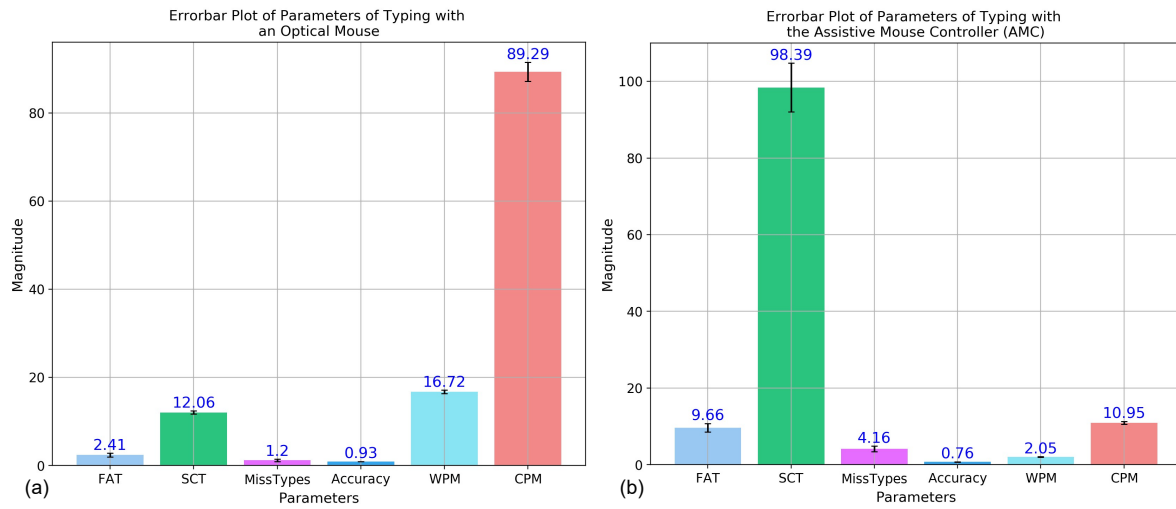 Errorbar Plot of Parameters of Typing with
an Optical Mouse
89.29
80
60
Magnitude
40
20
16.72
12.06
2.41
1.2
0.93
0
FAT
SCT
MissTypes
Accuracy
WPM
CPM
(a)
Parameters
Errorbar Plot of Parameters of Typing with
the Assistive Mouse Controller (AMC)
98.39
100
80
60
Magnitude
40
20
9.66
4.16
0.76
2.05
10.95
0
FAT
SCT
MissTypes
Accuracy
WPM
CPM
(b)
Parameters